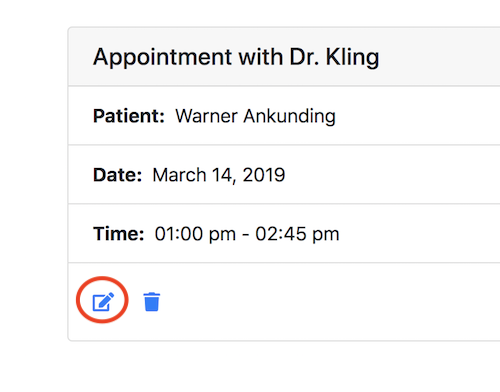 Appointment with Dr. Kling
Patient: Warner Ankunding
Date: March 14, 2019
Time: 01:00 pm - 02:45 pm